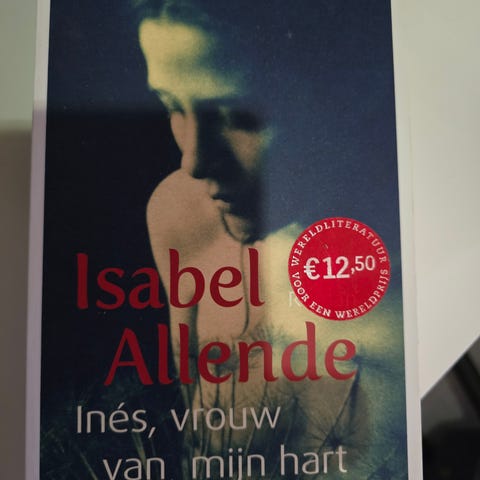 Isabel
Allende
WERELDLITERATUUR
€ 12,50
VOOR EEN WERELDPRIJS
Inés, vrouw
van mijn hart